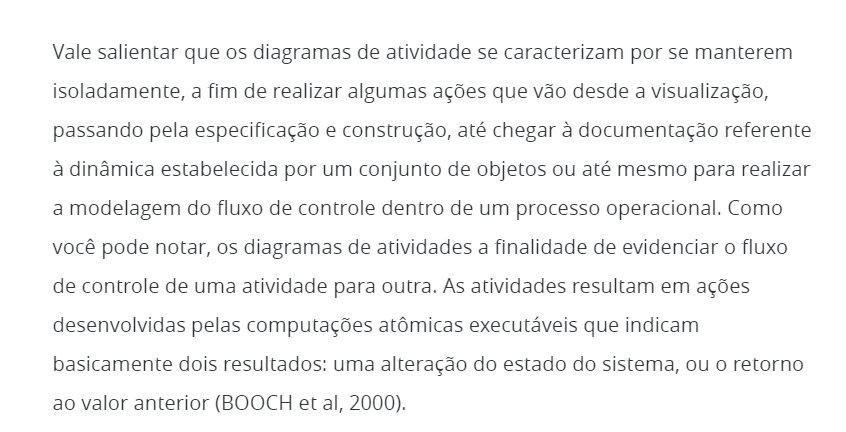 Vale salientar que os diagramas de atividade se caracterizam por se manterem
isoladamente, a fim de realizar algumas ações que vão desde a visualização,
passando pela especificação e construção, até chegar à documentação referente
à dinâmica estabelecida por um conjunto de objetos ou até mesmo para realizar
a modelagem do fluxo de controle dentro de um processo operacional. Como
você pode notar, os diagramas de atividades a finalidade de evidenciar o fluxo
de controle de uma atividade para outra. As atividades resultam em ações
desenvolvidas pelas computações atômicas executáveis que indicam
basicamente dois resultados: uma alteração do estado do sistema, ou o retorno
ao valor anterior (BOOCH et al, 2000).